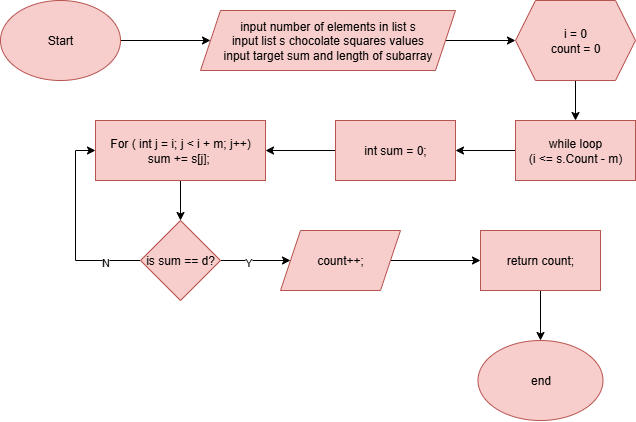 Start
input number of elements in list s
input list s chocolate squares values
input target sum and length of subarray
i = 0
count = 0
while loop
(i <= s.Count - m)
int sum = 0;
For ( int j = i; j < i + m; j++)
sum += s[j];
is sum == d?
N
Y
count++;
return count;
end